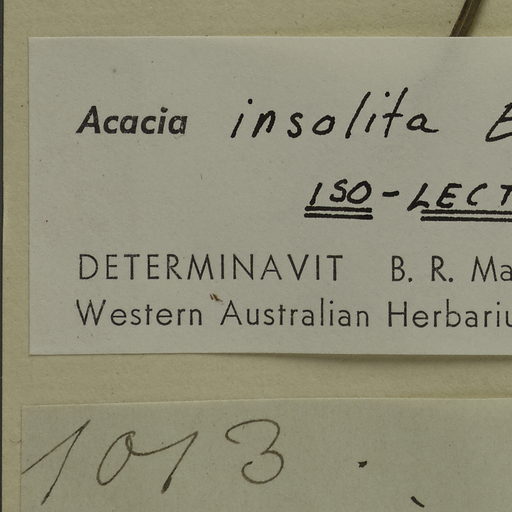 Acacia insolita E
ISO-LECT
DETERMINAVIT B. R. Ma
Western Australian Herbariu
1013.